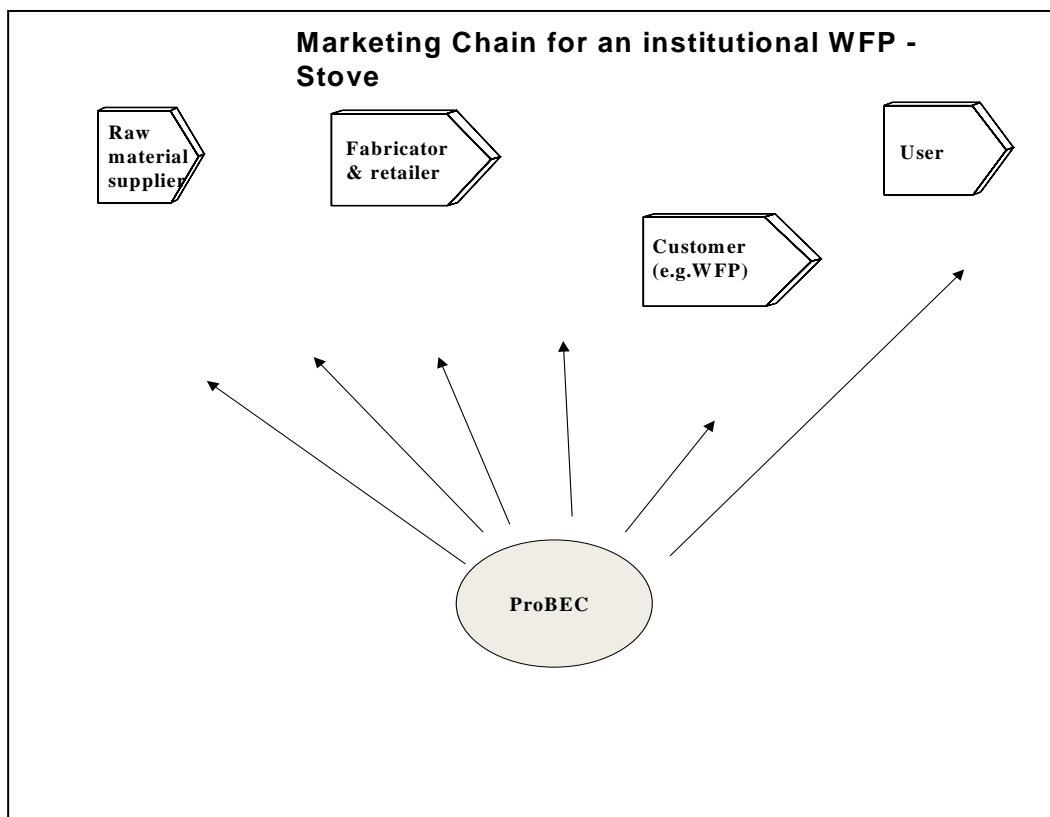 Marketing Chain for an institutional WFP -
Stove
Raw
material
supplier
Fabricator
& retailer
User
Customer
(e.g.WFP)
ProBEC